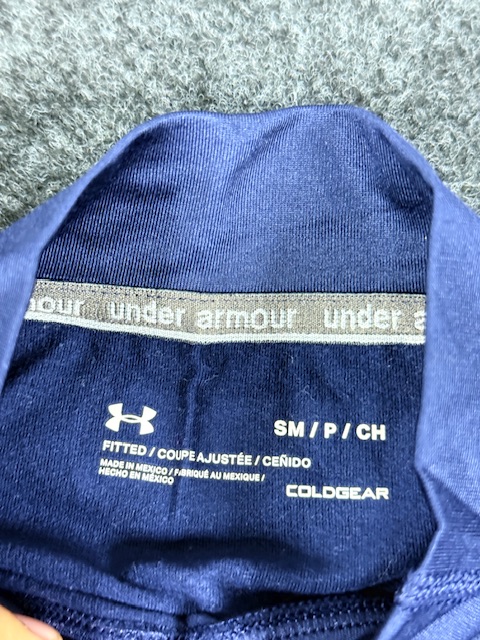 our under armour under a
SM / P / CH
FITTED / COUPE AJUSTÉE / CEÑIDO
MADE IN MEXICO / FABRIQUÉ AU MEXIQUE /
HECHO EN MÉXICO
COLDGEAR